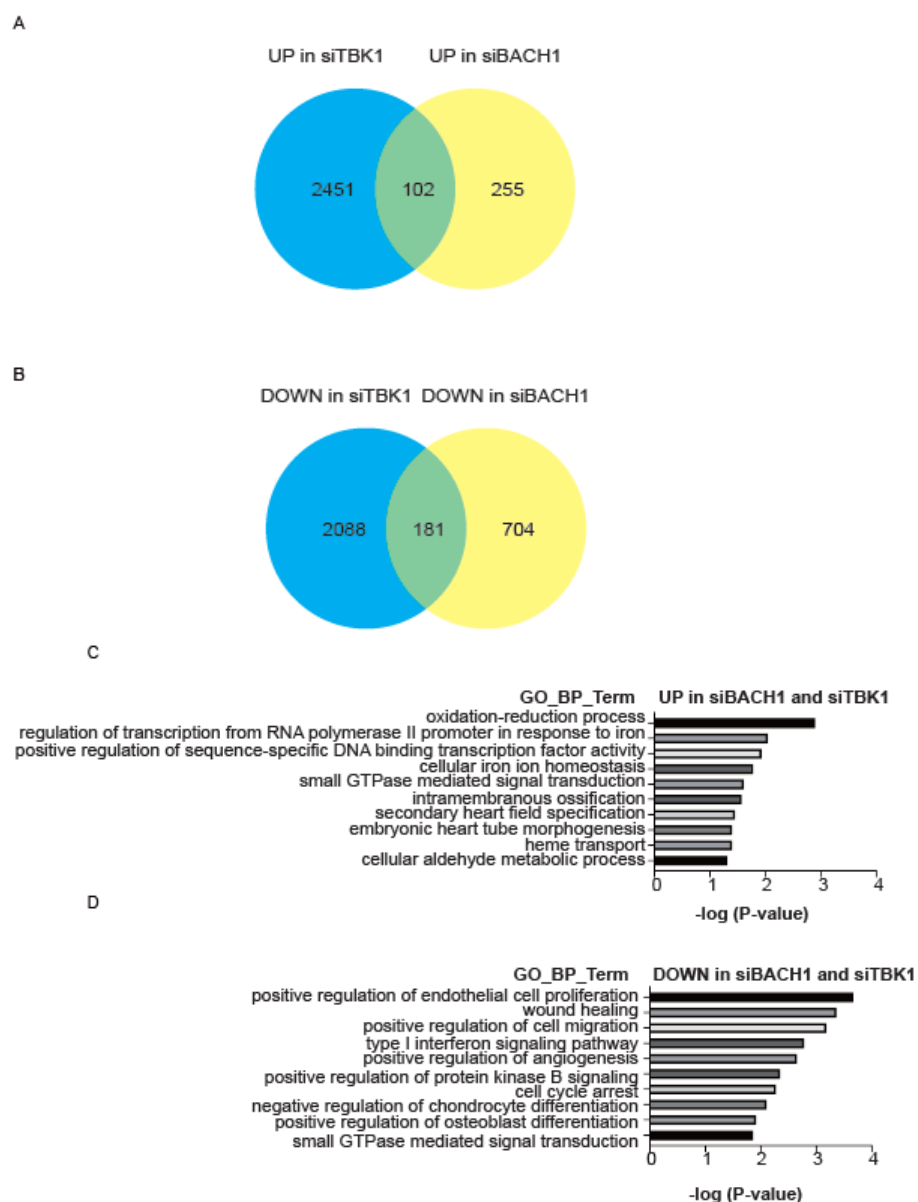 A
UP in siTBK1 UP in siBACH1
2451 102 255
B
DOWN in siTBK1 DOWN in siBACH1
2088 181 704
C
GO_BP_Term UP in siBACH1 and siTBK1
oxidation-reduction process
regulation of transcription from RNA polymerase II promoter in response to iron
positive regulation of sequence-specific DNA binding transcription factor activity
cellular iron ion homeostasis
small GTPase mediated signal transduction
intramembranous ossification
secondary heart field specification
embryonic heart tube morphogenesis
heme transport
cellular aldehyde metabolic process
0 1 2 3 4
-log (P-value)
D
GO_BP_Term DOWN in siBACH1 and siTBK1
positive regulation of endothelial cell proliferation
wound healing
positive regulation of cell migration
type I interferon signaling pathway
positive regulation of angiogenesis
positive regulation of protein kinase B signaling
cell cycle arrest
negative regulation of chondrocyte differentiation
positive regulation of osteoblast differentiation
small GTPase mediated signal transduction
0 1 2 3 4
-log (P-value)